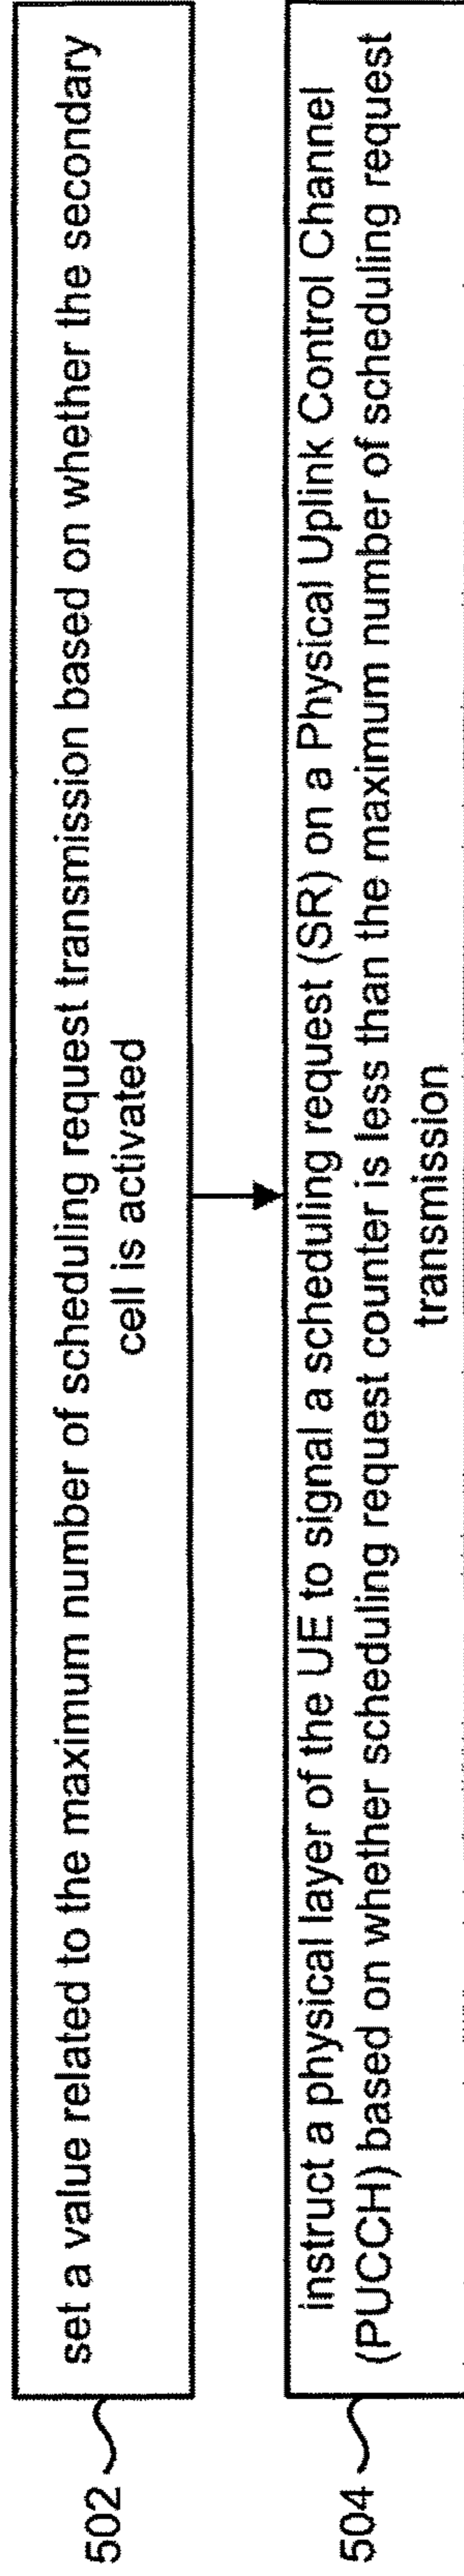 502
set a value related to the maximum number of scheduling request transmission based on whether the secondary
cell is activated
504
instruct a physical layer of the UE to signal a scheduling request (SR) on a Physical Uplink Control Channel
(PUCCH) based on whether scheduling request counter is less than the maximum number of scheduling request
transmission